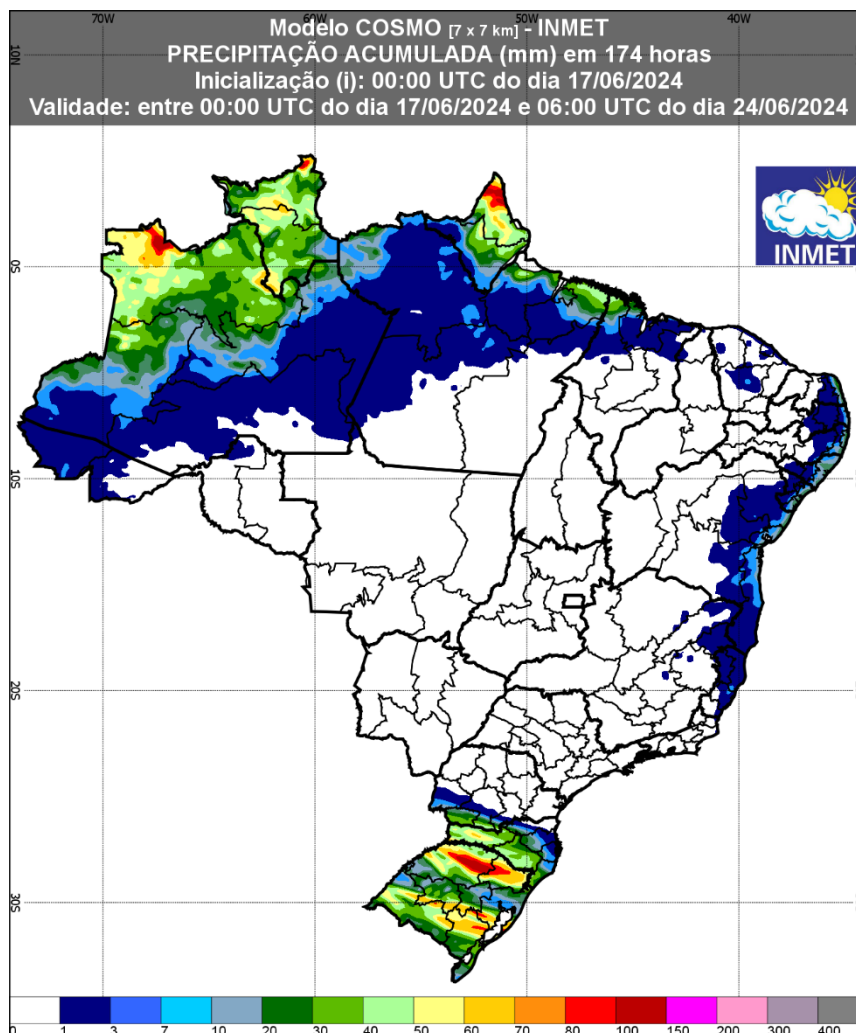 Modelo COSMO [7 x 7 km] - INMET
PRECIPITAÇÃO ACUMULADA (mm) em 174 horas
Inicialização (i): 00:00 UTC do dia 17/06/2024
Validade: entre 00:00 UTC do dia 17/06/2024 e 06:00 UTC do dia 24/06/2024
70W 60W 50W 40W
10N
INMET
0S
10S
20S
30S
0 1 3 7 10 20 30 40 50 60 70 80 100 150 200 300 400